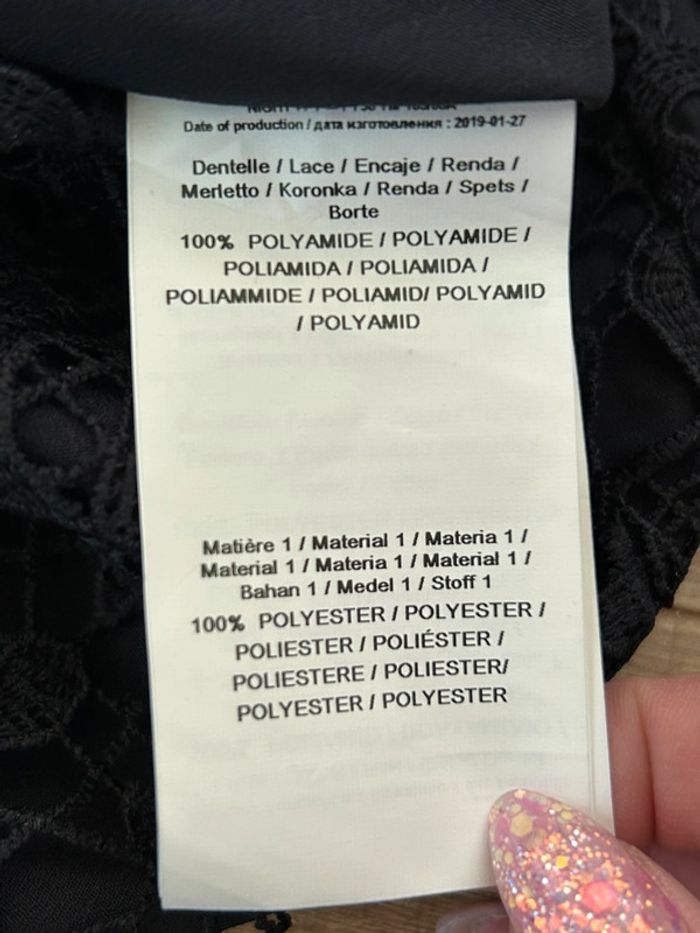 Date of production / дата изготовления : 2019-01-27
Dentelle / Lace / Encaje / Renda /
Merletto / Koronka / Renda / Spets /
Borte
100% POLYAMIDE / POLYAMIDE /
POLIAMIDA / POLIAMIDA /
POLIAMMIDE / POLIAMID/ POLYAMID
/ POLYAMID
Matière 1 / Material 1 / Materia 1 /
Material 1 / Materia 1 / Material 1 /
Bahan 1 / Medel 1 / Stoff 1
100% POLYESTER / POLYESTER /
POLIESTER / POLIÉSTER /
POLIESTERE / POLIESTER/
POLYESTER / POLYESTER